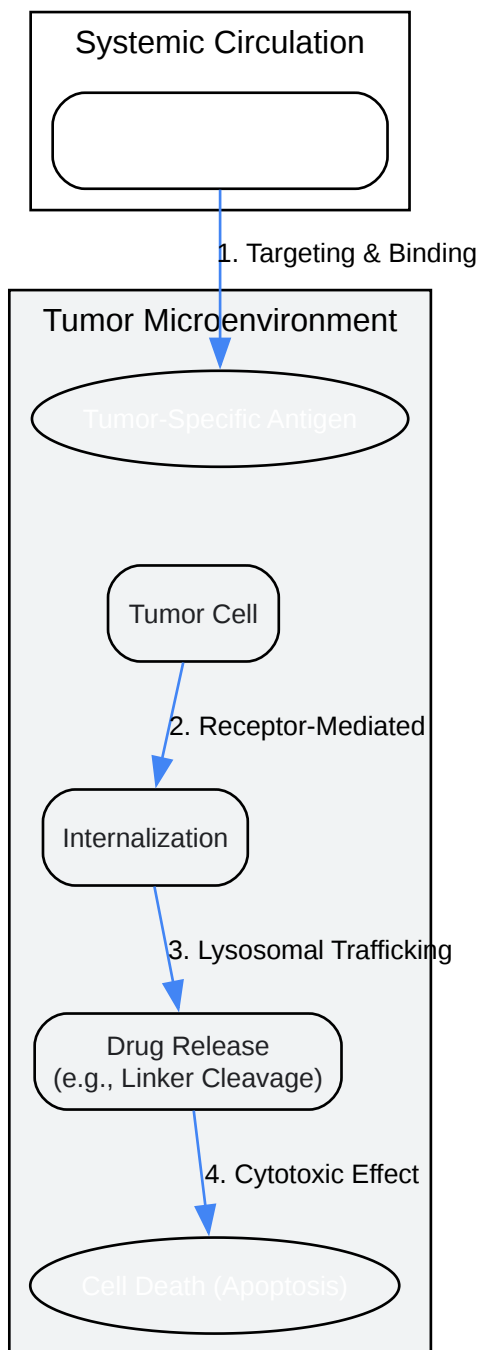 Systemic Circulation
1. Targeting & Binding
Tumor Microenvironment
Tumor-Specific Antigen
Tumor Cell
2. Receptor-Mediated
Internalization
3. Lysosomal Trafficking
Drug Release
(e.g., Linker Cleavage)
4. Cytotoxic Effect
Cell Death (Apoptosis)